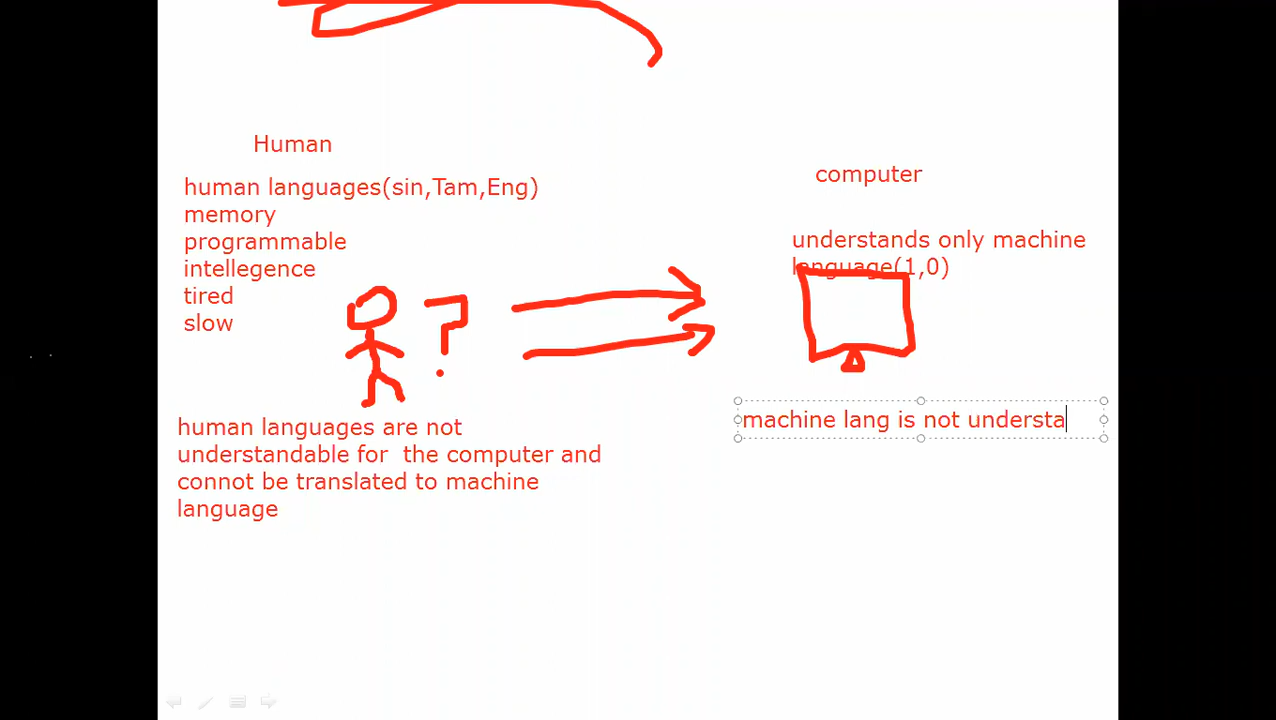 Human
human languages(sin,Tam,Eng)
memory
programmable
intellegence
tired
slow
computer
understands only machine
language(1,0)
?
human languages are not
understandable for  the computer and
connot be translated to machine
language
machine lang is not understa